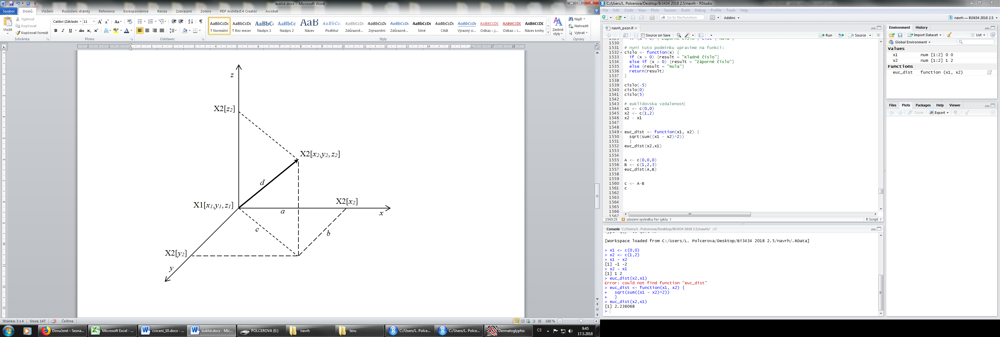 euklid.docx - Microsoft Word
Soubor Domů Vložení Rozložení stránky Reference Korespondence Revize Zobrazení Zotero PDF Architect 4 Creator Acrobat
Vložit
Vyjmout
Kopírovat
Kopírovat formát
Schránka
Calibri (Základn 11
Písmo
Odstavec
AaBbCcDc AaBbCcDc AaBbC AaBbCc AaB AaBbCc. AaBbCcDc AaBbCcDc AaBbCcDc AaBbCcDc AaBbCcDc AaBbCcDc AABBCCDC AABBCCDC AABBCCDC
¶ Normální ¶ Bez mezer Nadpis 1 Nadpis 2 Název Podtitul Zdůrazně... Zvýraznění Zdůrazně... Silné Citát Výrazný ci... Odkaz – j... Odkaz – i... Název knihy
Změnit styly
Styly
Najít
Nahradit
Vybrat
Úpravy
z
X2[z2]
X2[x2,y2, z2]
d
X1[x1,y1, z1]
X2[x2]
a
x
c
b
X2[y2]
y
Stránka: 3 z 4 Slova: 147 Čeština 180 %
C:/Users/L. Polcerova/Desktop/Bi3434 2018 2.5/navrh - RStudio
File Edit Code View Plots Session Build Debug Profile Tools Help
Go to file/function Addins navrh — Bi3434 2018 2.5
navrh_pozn.R
Source on Save Run Source
1530
1531 # nyni tuto podminku upravime na funkci:
1532 cislo <- function(x) {
1533 if (x > 0) {result = "Kladné číslo"}
1534 else if (x < 0) {result = "Záporné číslo"}
1535 else {result = "Nula"}
1536 return(result)
1537 }
1538
1539 cislo(-5)
1540 cislo(0)
1541 cislo(5)
1542
1543 # euklidovska vzdalenost
1544 x1 <- c(0,0)
1545 x2 <- c(1,2)
1546 x2 - x1
1547
1548
1549 euc_dist <- function(x1, x2) {
1550 sqrt(sum((x1 - x2)^2))
1551 }
1552 euc_dist(x2,x1)
1553
1554
1555 A <- c(0,0,0)
1556 B <- c(1,2,3)
1557 euc_dist(A,B)
1558
1559
1560 c <- A-B
1561 c
1562
1563
1564
1565
1566
1567
1543:25 ulozeni vysledku for cyklu R Script
Console C:/Users/L. Polcerova/Desktop/Bi3434 2018 2.5/navrh/
[Workspace loaded from C:/Users/L. Polcerova/Desktop/Bi3434 2018 2.5/navrh/.RData]
> x1 <- c(0,0)
> x2 <- c(1,2)
> x1 - x2
[1] -1 -2
> x2 - x1
[1] 1 2
> euc_dist(x2,x1)
Error: could not find function "euc_dist"
> euc_dist <- function(x1, x2) {
+ sqrt(sum((x1 - x2)^2))
+ }
> euc_dist(x2,x1)
[1] 2.236068
>
Environment History
Import Dataset List
Global Environment
Values
x1 num [1:2] 0 0
x2 num [1:2] 1 2
Functions
euc_dist function (x1, x2)
Files Plots Packages Help Viewer
Zoom Export
Doručené – Sezna... Microsoft Excel - ... cviceni_10.docx - ... euklid.docx - Mic... POLCEROVA (E:) navrh teru C:/Users/L. Polce... C:/Users/L. Polce... Dermatoglyphix CS 9:45
17.5.2018